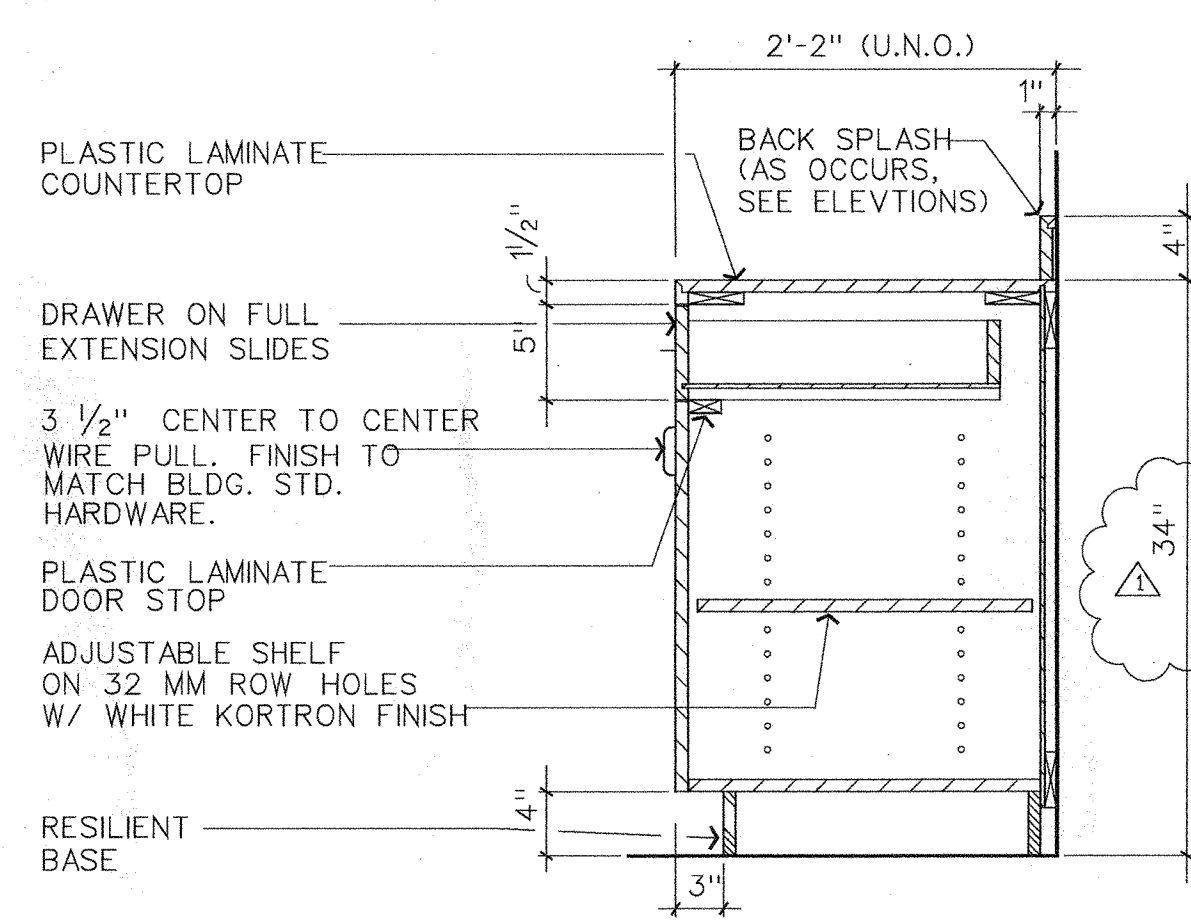 2'-2" (U.N.O.)
1"
PLASTIC LAMINATE
COUNTERTOP
BACK SPLASH
(AS OCCURS,
SEE ELEVTIONS)
1 1/2"
4"
DRAWER ON FULL
EXTENSION SLIDES
5"
3 1/2" CENTER TO CENTER
WIRE PULL. FINISH TO
MATCH BLDG. STD.
HARDWARE.
34"
1
PLASTIC LAMINATE
DOOR STOP
ADJUSTABLE SHELF
ON 32 MM ROW HOLES
W/ WHITE KORTRON FINISH
4"
RESILIENT
BASE
3"